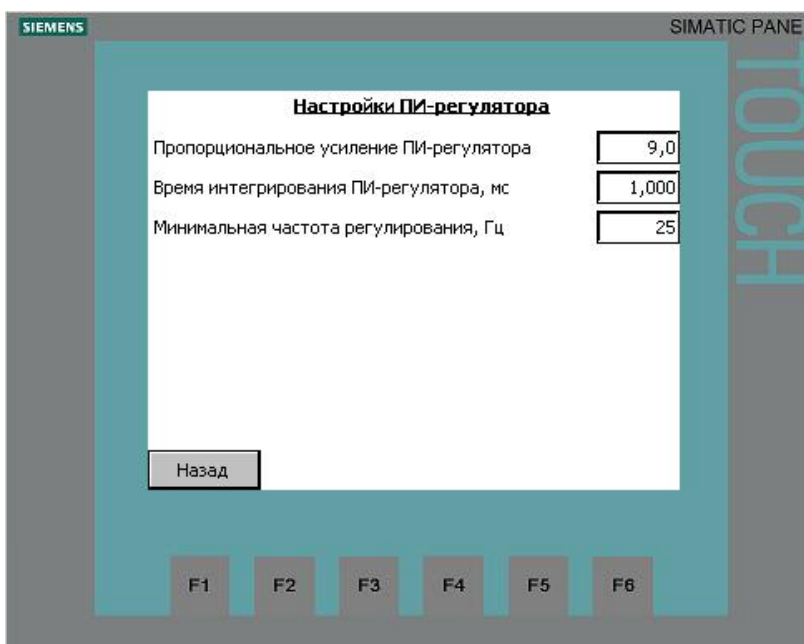 SIEMENS
SIMATIC PANE
TOUCH
Настройки ПИ-регулятора
Пропорциональное усиление ПИ-регулятора 9,0
Время интегрирования ПИ-регулятора, мс 1,000
Минимальная частота регулирования, Гц 25
Назад
F1 F2 F3 F4 F5 F6